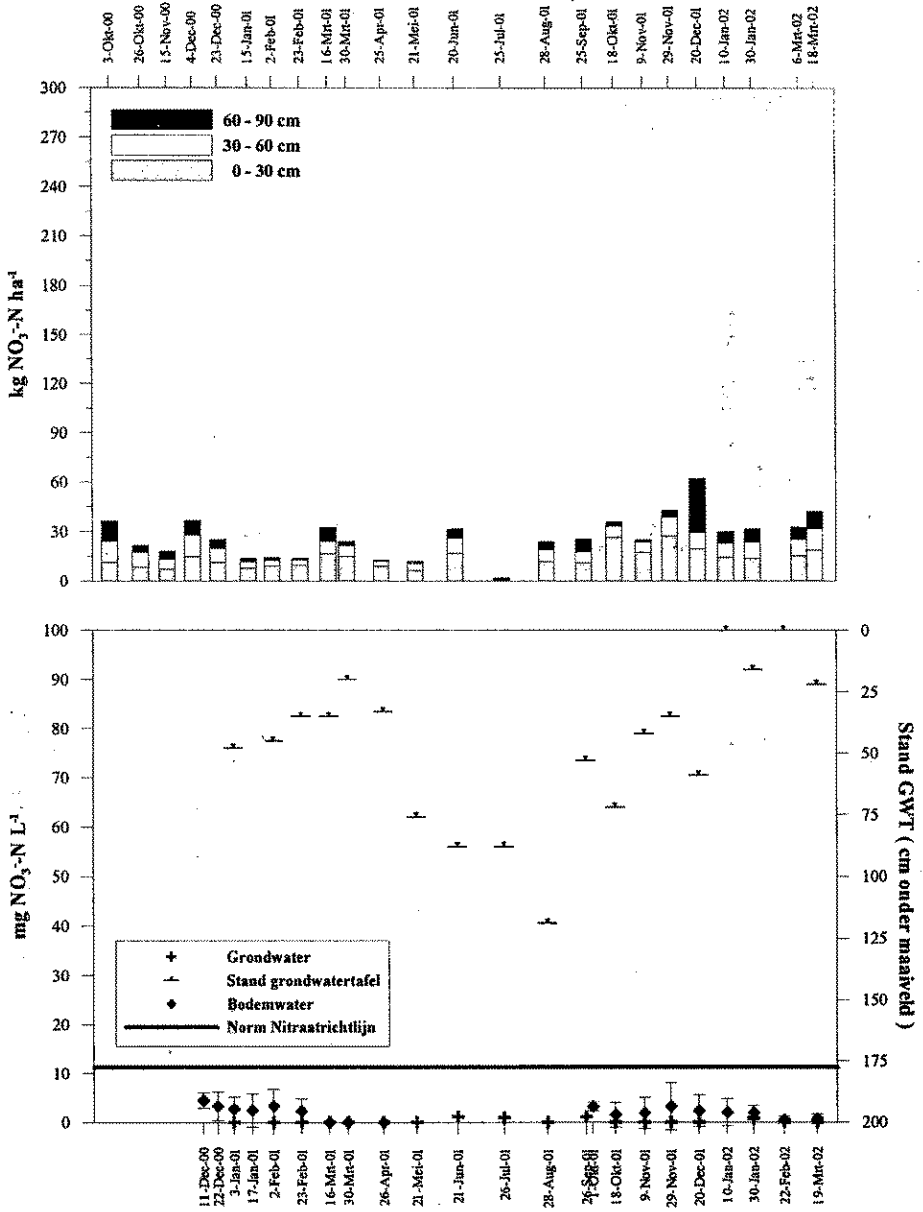 3-Okt-00
26-Okt-00
15-Nov-00
4-Dec-00
23-Dec-00
15-Jan-01
2-Feb-01
23-Feb-01
16-Mrt-01
30-Mrt-01
25-Apr-01
21-Mei-01
20-Jun-01
25-Jul-01
28-Aug-01
25-Sep-01
18-Okt-01
9-Nov-01
29-Nov-01
20-Dec-01
10-Jan-02
30-Jan-02
6-Mrt-02
18-Mrt-02
300
270
240
210
180
150
120
90
60
30
0
kg NO₃⁻-N ha⁻¹
60 - 90 cm
30 - 60 cm
0 - 30 cm
100
90
80
70
60
50
40
30
20
10
0
mg NO₃-N L⁻¹
0
25
50
75
100
125
150
175
200
Stand GWT ( cm onder maaiveld )
Grondwater
Stand grondwatertafel
Bodemwater
Norm Nitraatrichtlijn
11-Dec-00
22-Dec-00
3-Jan-01
17-Jan-01
2-Feb-01
23-Feb-01
16-Mrt-01
30-Mrt-01
26-Apr-01
21-Mei-01
21-Jun-01
26-Jul-01
28-Aug-01
26-Sep-01
1-Okt-01
18-Okt-01
9-Nov-01
29-Nov-01
20-Dec-01
10-Jan-02
30-Jan-02
22-Feb-02
19-Mrt-02